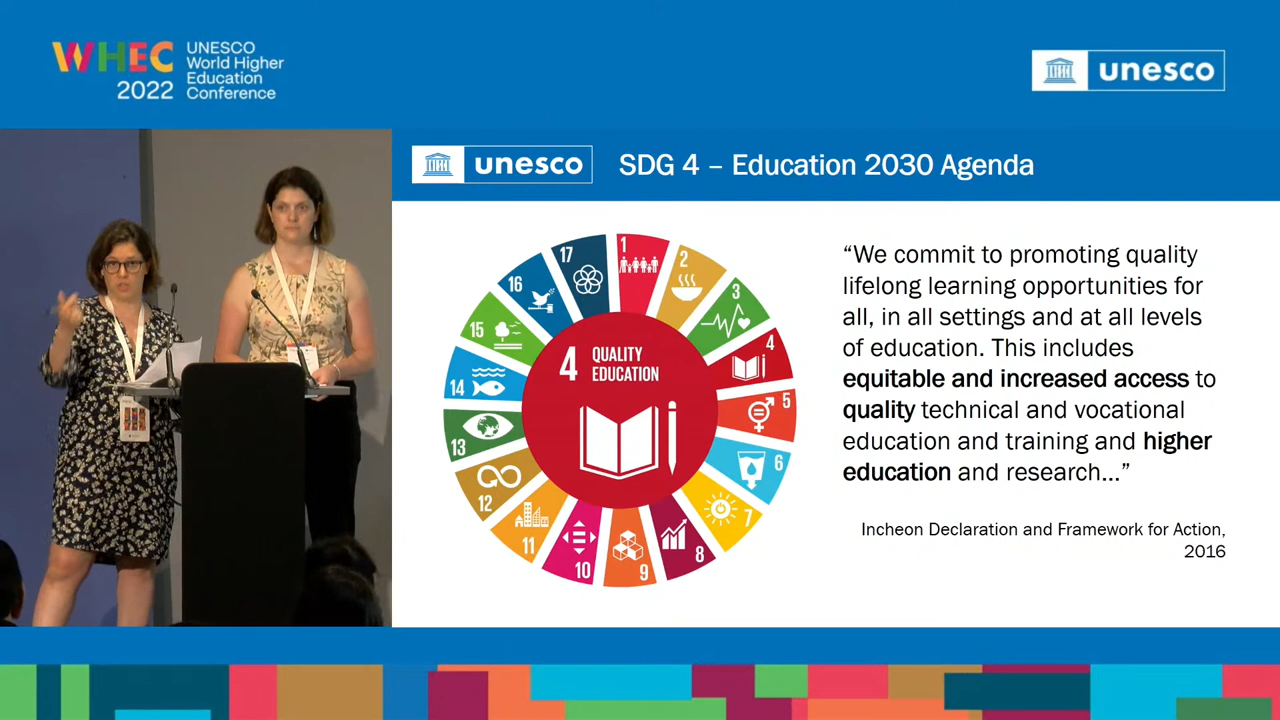 WHEC
2022
UNESCO
World Higher
Education
Conference
unesco
unesco
SDG 4 – Education 2030 Agenda
1
2
3
4
5
6
7
8
9
10
11
12
13
14
15
16
17
4 QUALITY
EDUCATION
“We commit to promoting quality
lifelong learning opportunities for
all, in all settings and at all levels
of education. This includes
equitable and increased access to
quality technical and vocational
education and training and higher
education and research...”
Incheon Declaration and Framework for Action,
2016